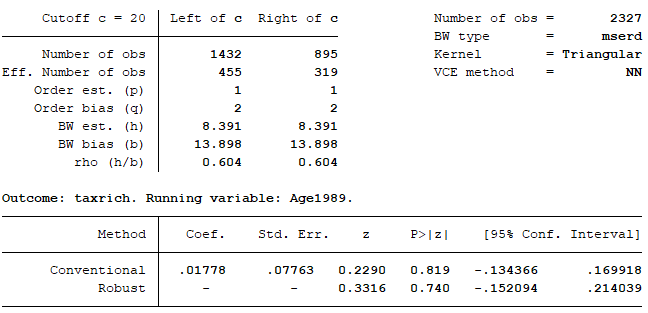 Cutoff c = 20 Left of c Right of c Number of obs = 2327
BW type = mserd
Number of obs 1432 895 Kernel = Triangular
Eff. Number of obs 455 319 VCE method = NN
Order est. (p) 1 1
Order bias (q) 2 2
BW est. (h) 8.391 8.391
BW bias (b) 13.898 13.898
rho (h/b) 0.604 0.604
Outcome: taxrich. Running variable: Age1989.
Method Coef. Std. Err. z P>|z| [95% Conf. Interval]
Conventional .01778 .07763 0.2290 0.819 -.134366 .169918
Robust - - 0.3316 0.740 -.152094 .214039